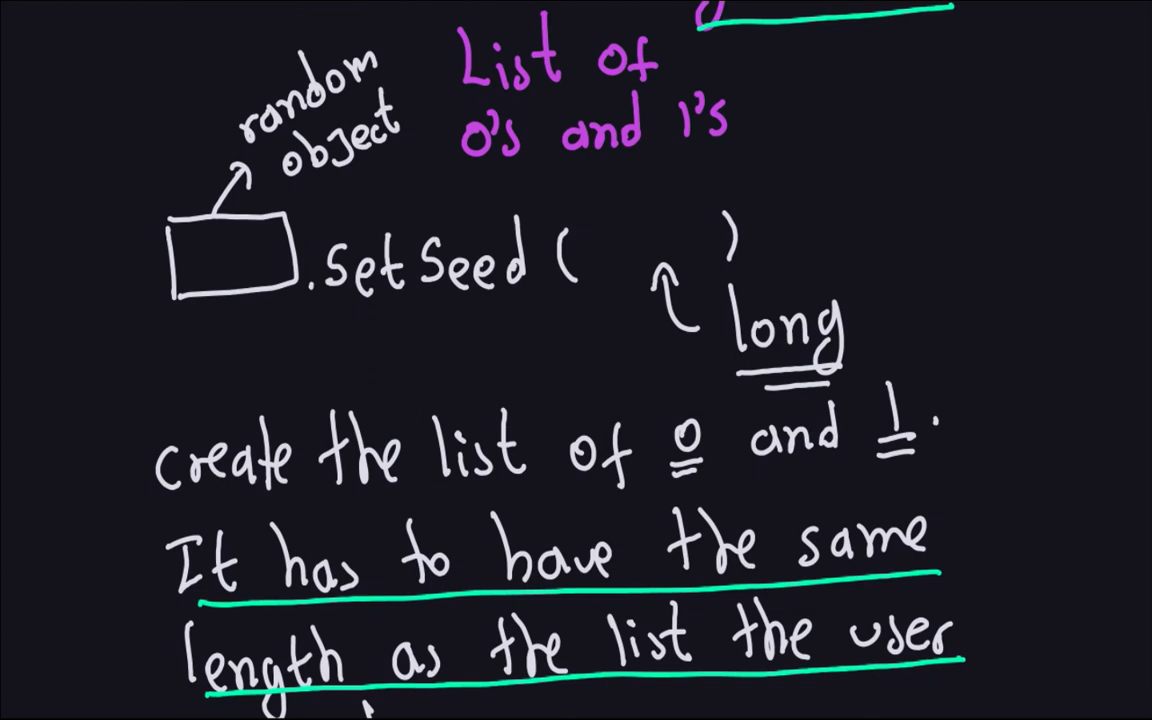 random
object
List of
0's and 1's
.setSeed ( )
long
create the list of 0 and 1.
It has to have the same
length as the list the user